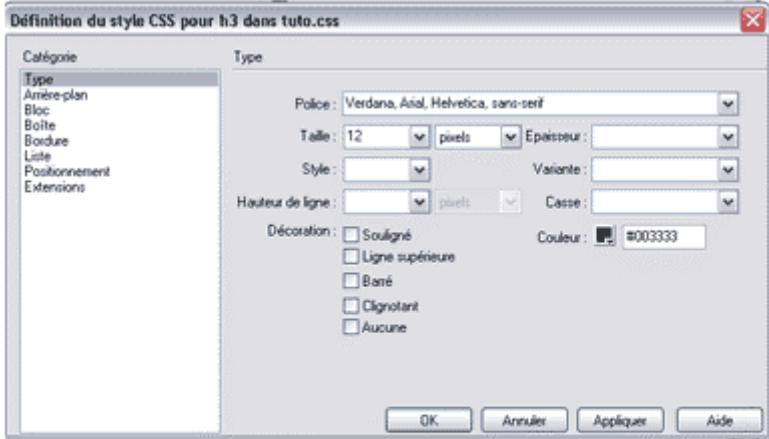 Définition du style CSS pour h3 dans tuto.css
Catégorie
Type
Arrière-plan
Bloc
Boîte
Bordure
Liste
Positionnement
Extensions
Type
Police : Verdana, Arial, Helvetica, sans-serif
Taille : 12 pixels Epaisseur :
Style : Variante :
Hauteur de ligne : pixels Casse :
Décoration : Souligné Couleur : #003333
Ligne supérieure
Barré
Clignotant
Aucune
OK Annuler Appliquer Aide